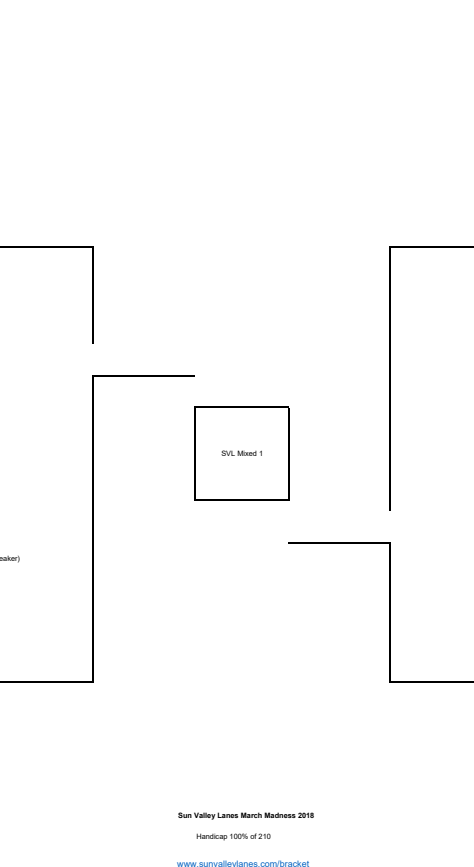 SVL Mixed 1
eaker)
Sun Valley Lanes March Madness 2018
Handicap 100% of 210
www.sunvalleylanes.com/bracket